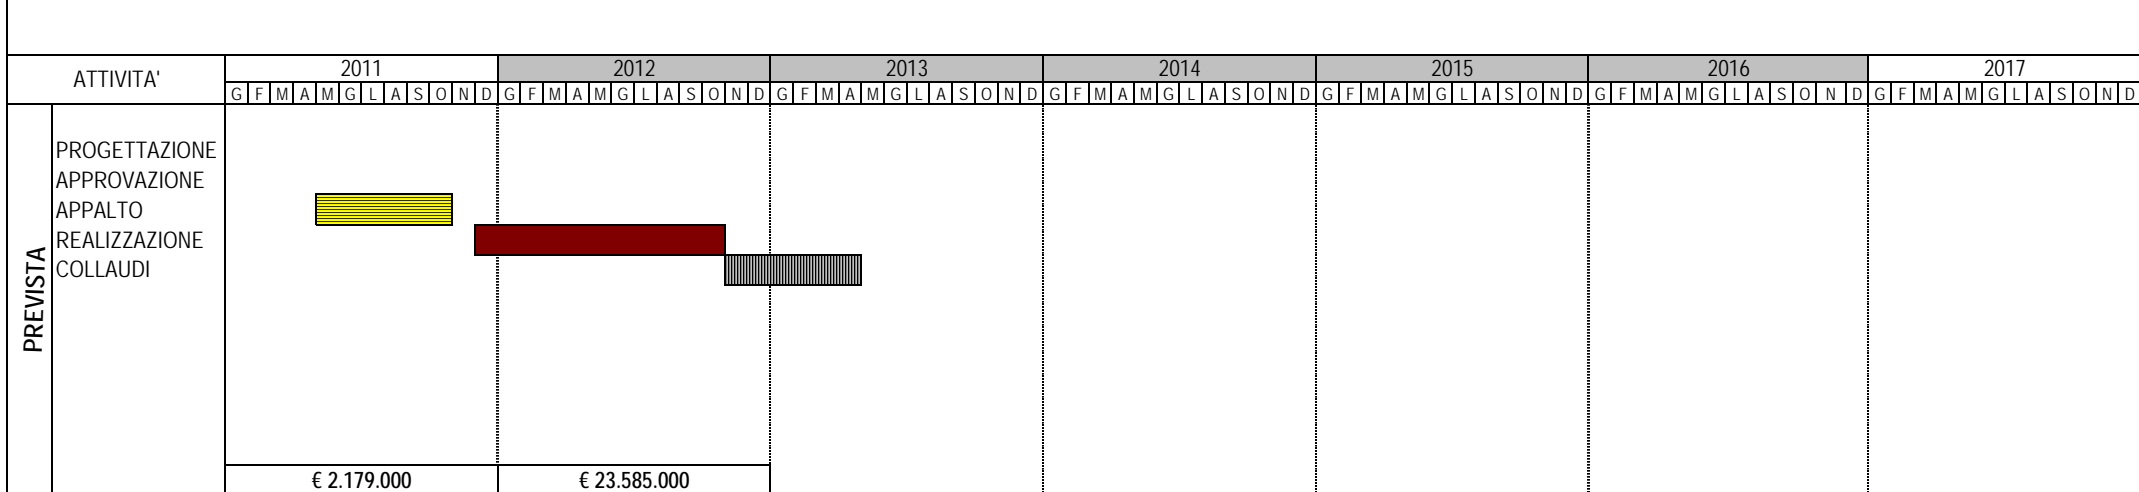 ATTIVITA' 2011 2012 2013 2014 2015 2016 2017
G F M A M G L A S O N D G F M A M G L A S O N D G F M A M G L A S O N D G F M A M G L A S O N D G F M A M G L A S O N D G F M A M G L A S O N D G F M A M G L A S O N D
PREVISTA
PROGETTAZIONE
APPROVAZIONE
APPALTO
REALIZZAZIONE
COLLAUDI
€ 2.179.000 € 23.585.000